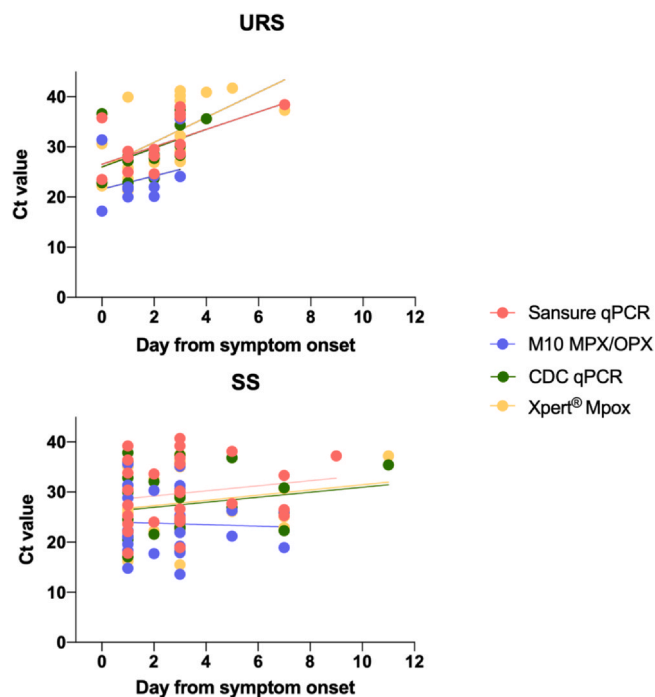 URS
Ct value
40
30
20
10
0
0 2 4 6 8 10 12
Day from symptom onset
SS
Ct value
40
30
20
10
0
0 2 4 6 8 10 12
Day from symptom onset
Sansure qPCR
M10 MPX/OPX
CDC qPCR
Xpert® Mpox